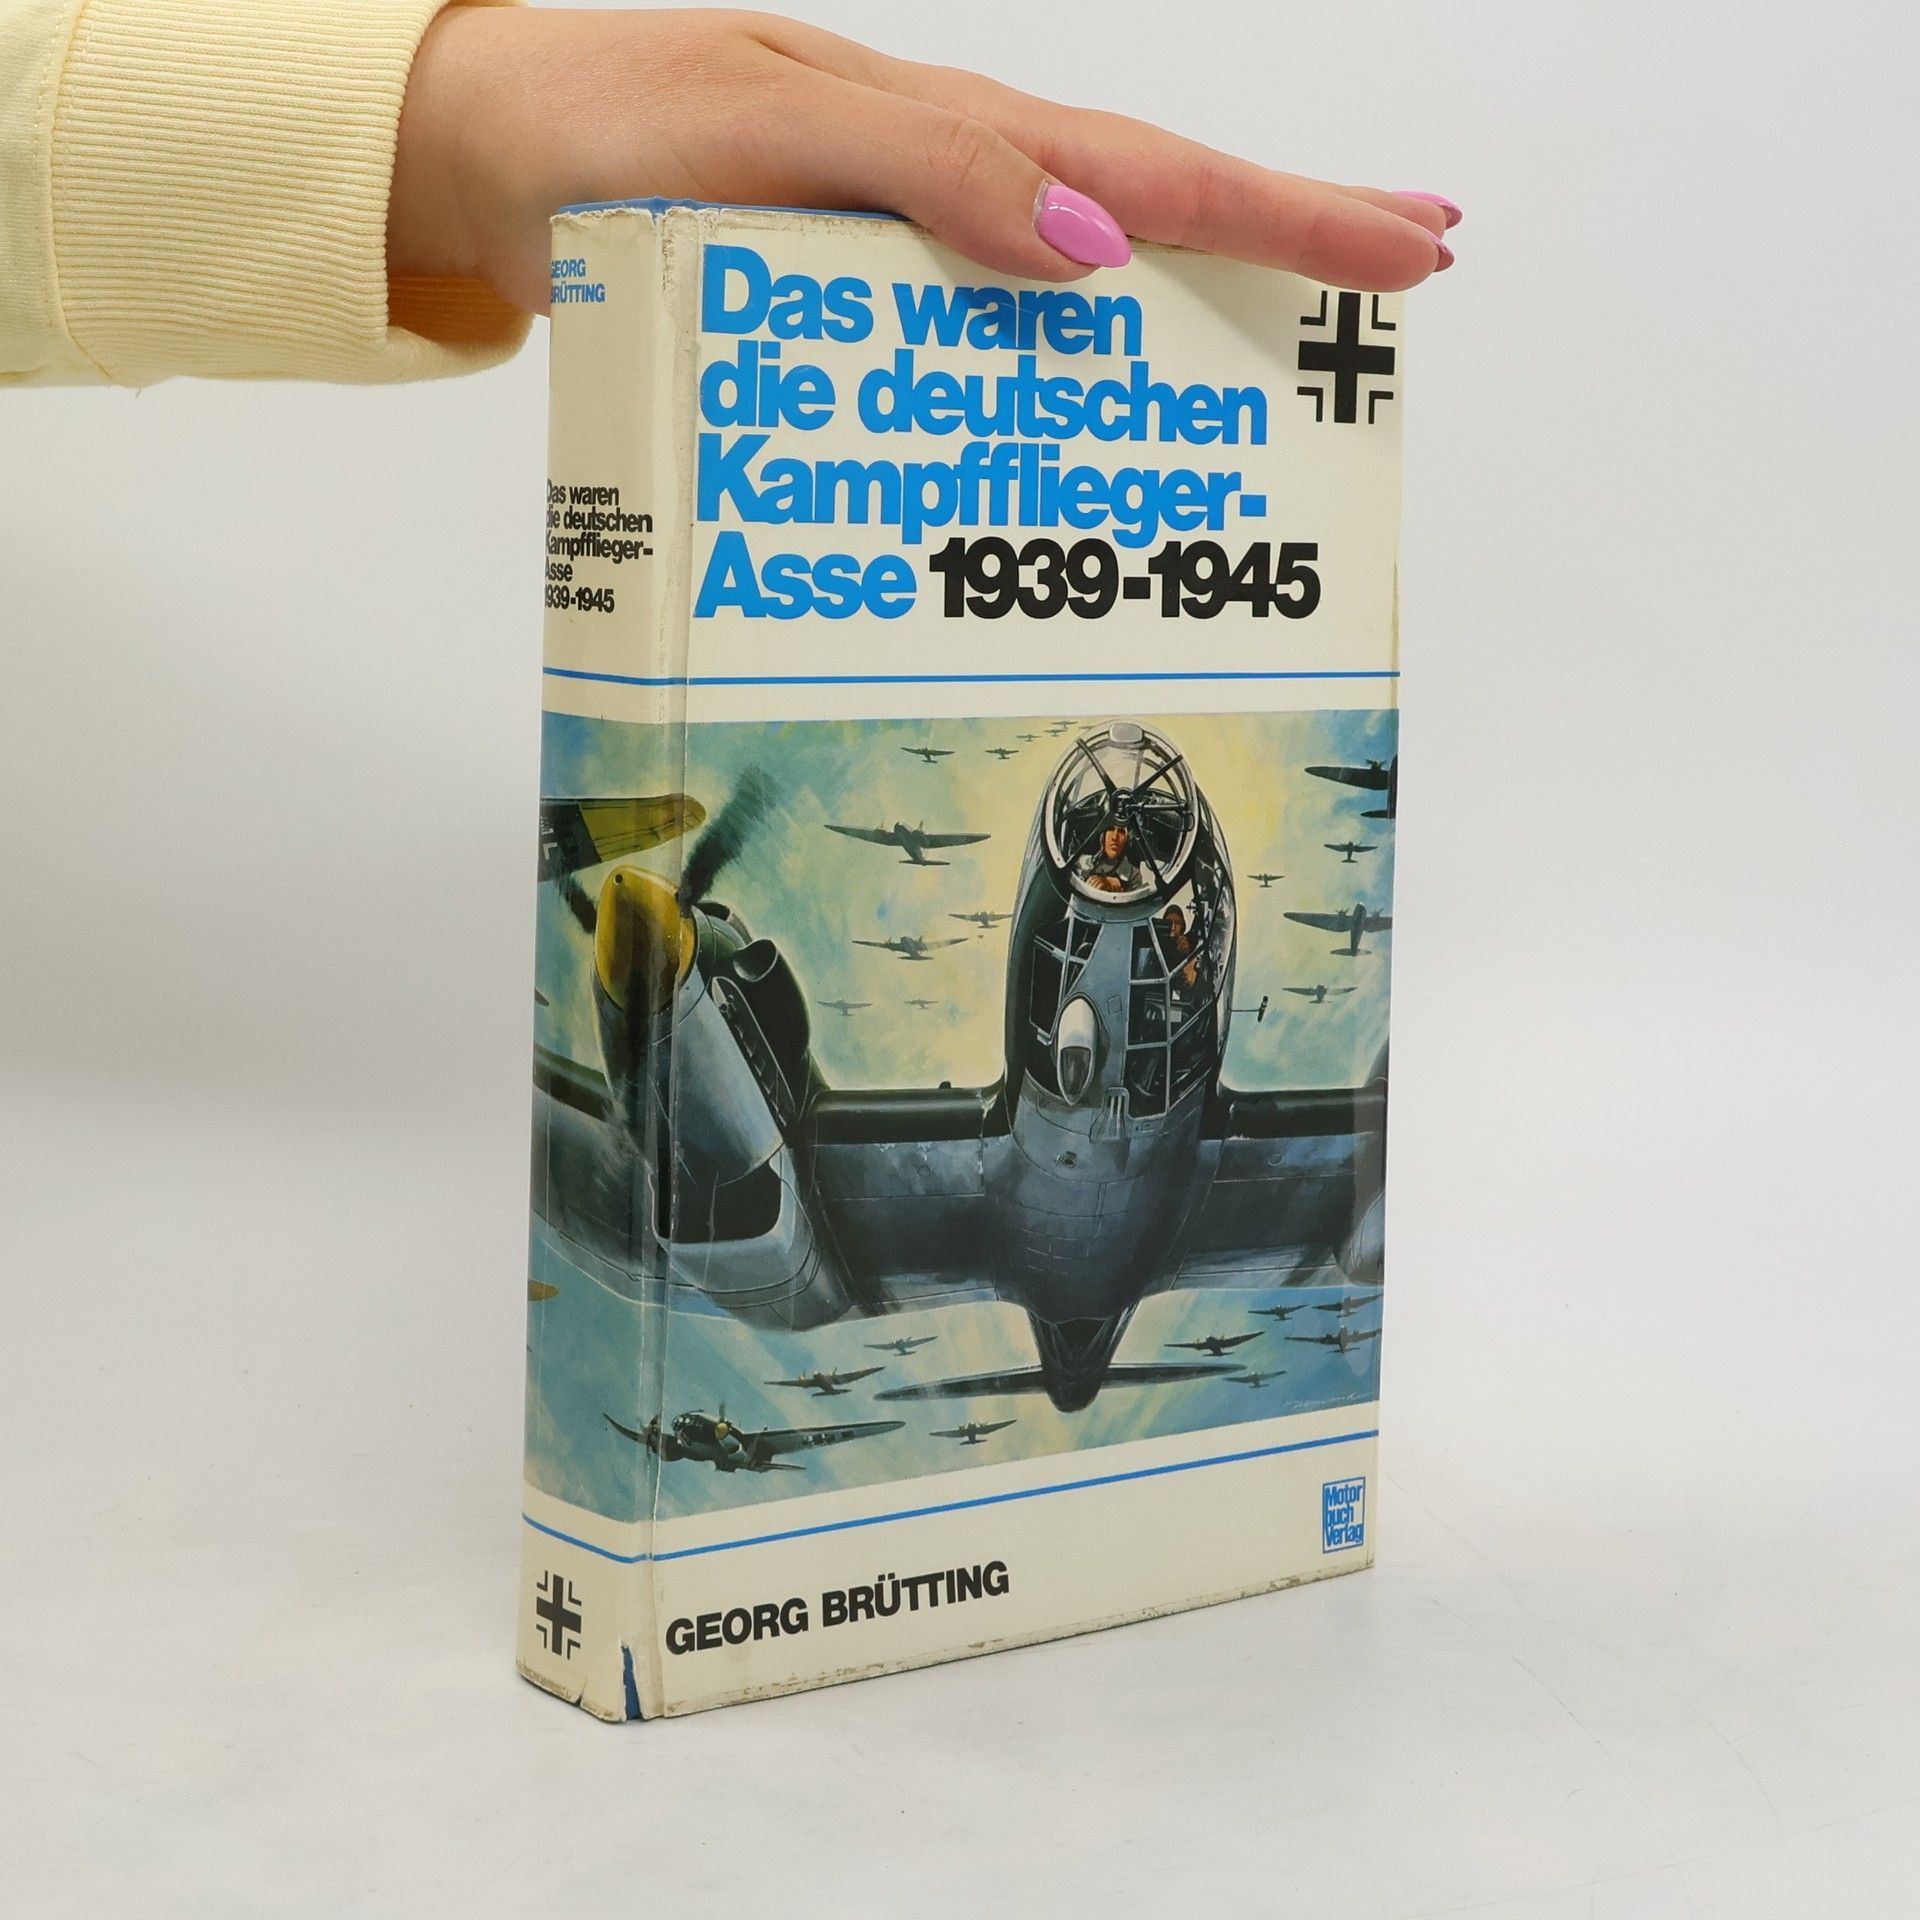 GEORG
BRÜTTING
Das waren
die deutschen
Kampfflieger-
Asse
1939-1945
Das waren
die deutschen
Kampfflieger-
Asse 1939-1945
GEORG BRÜTTING
Motor
buch
Verlag